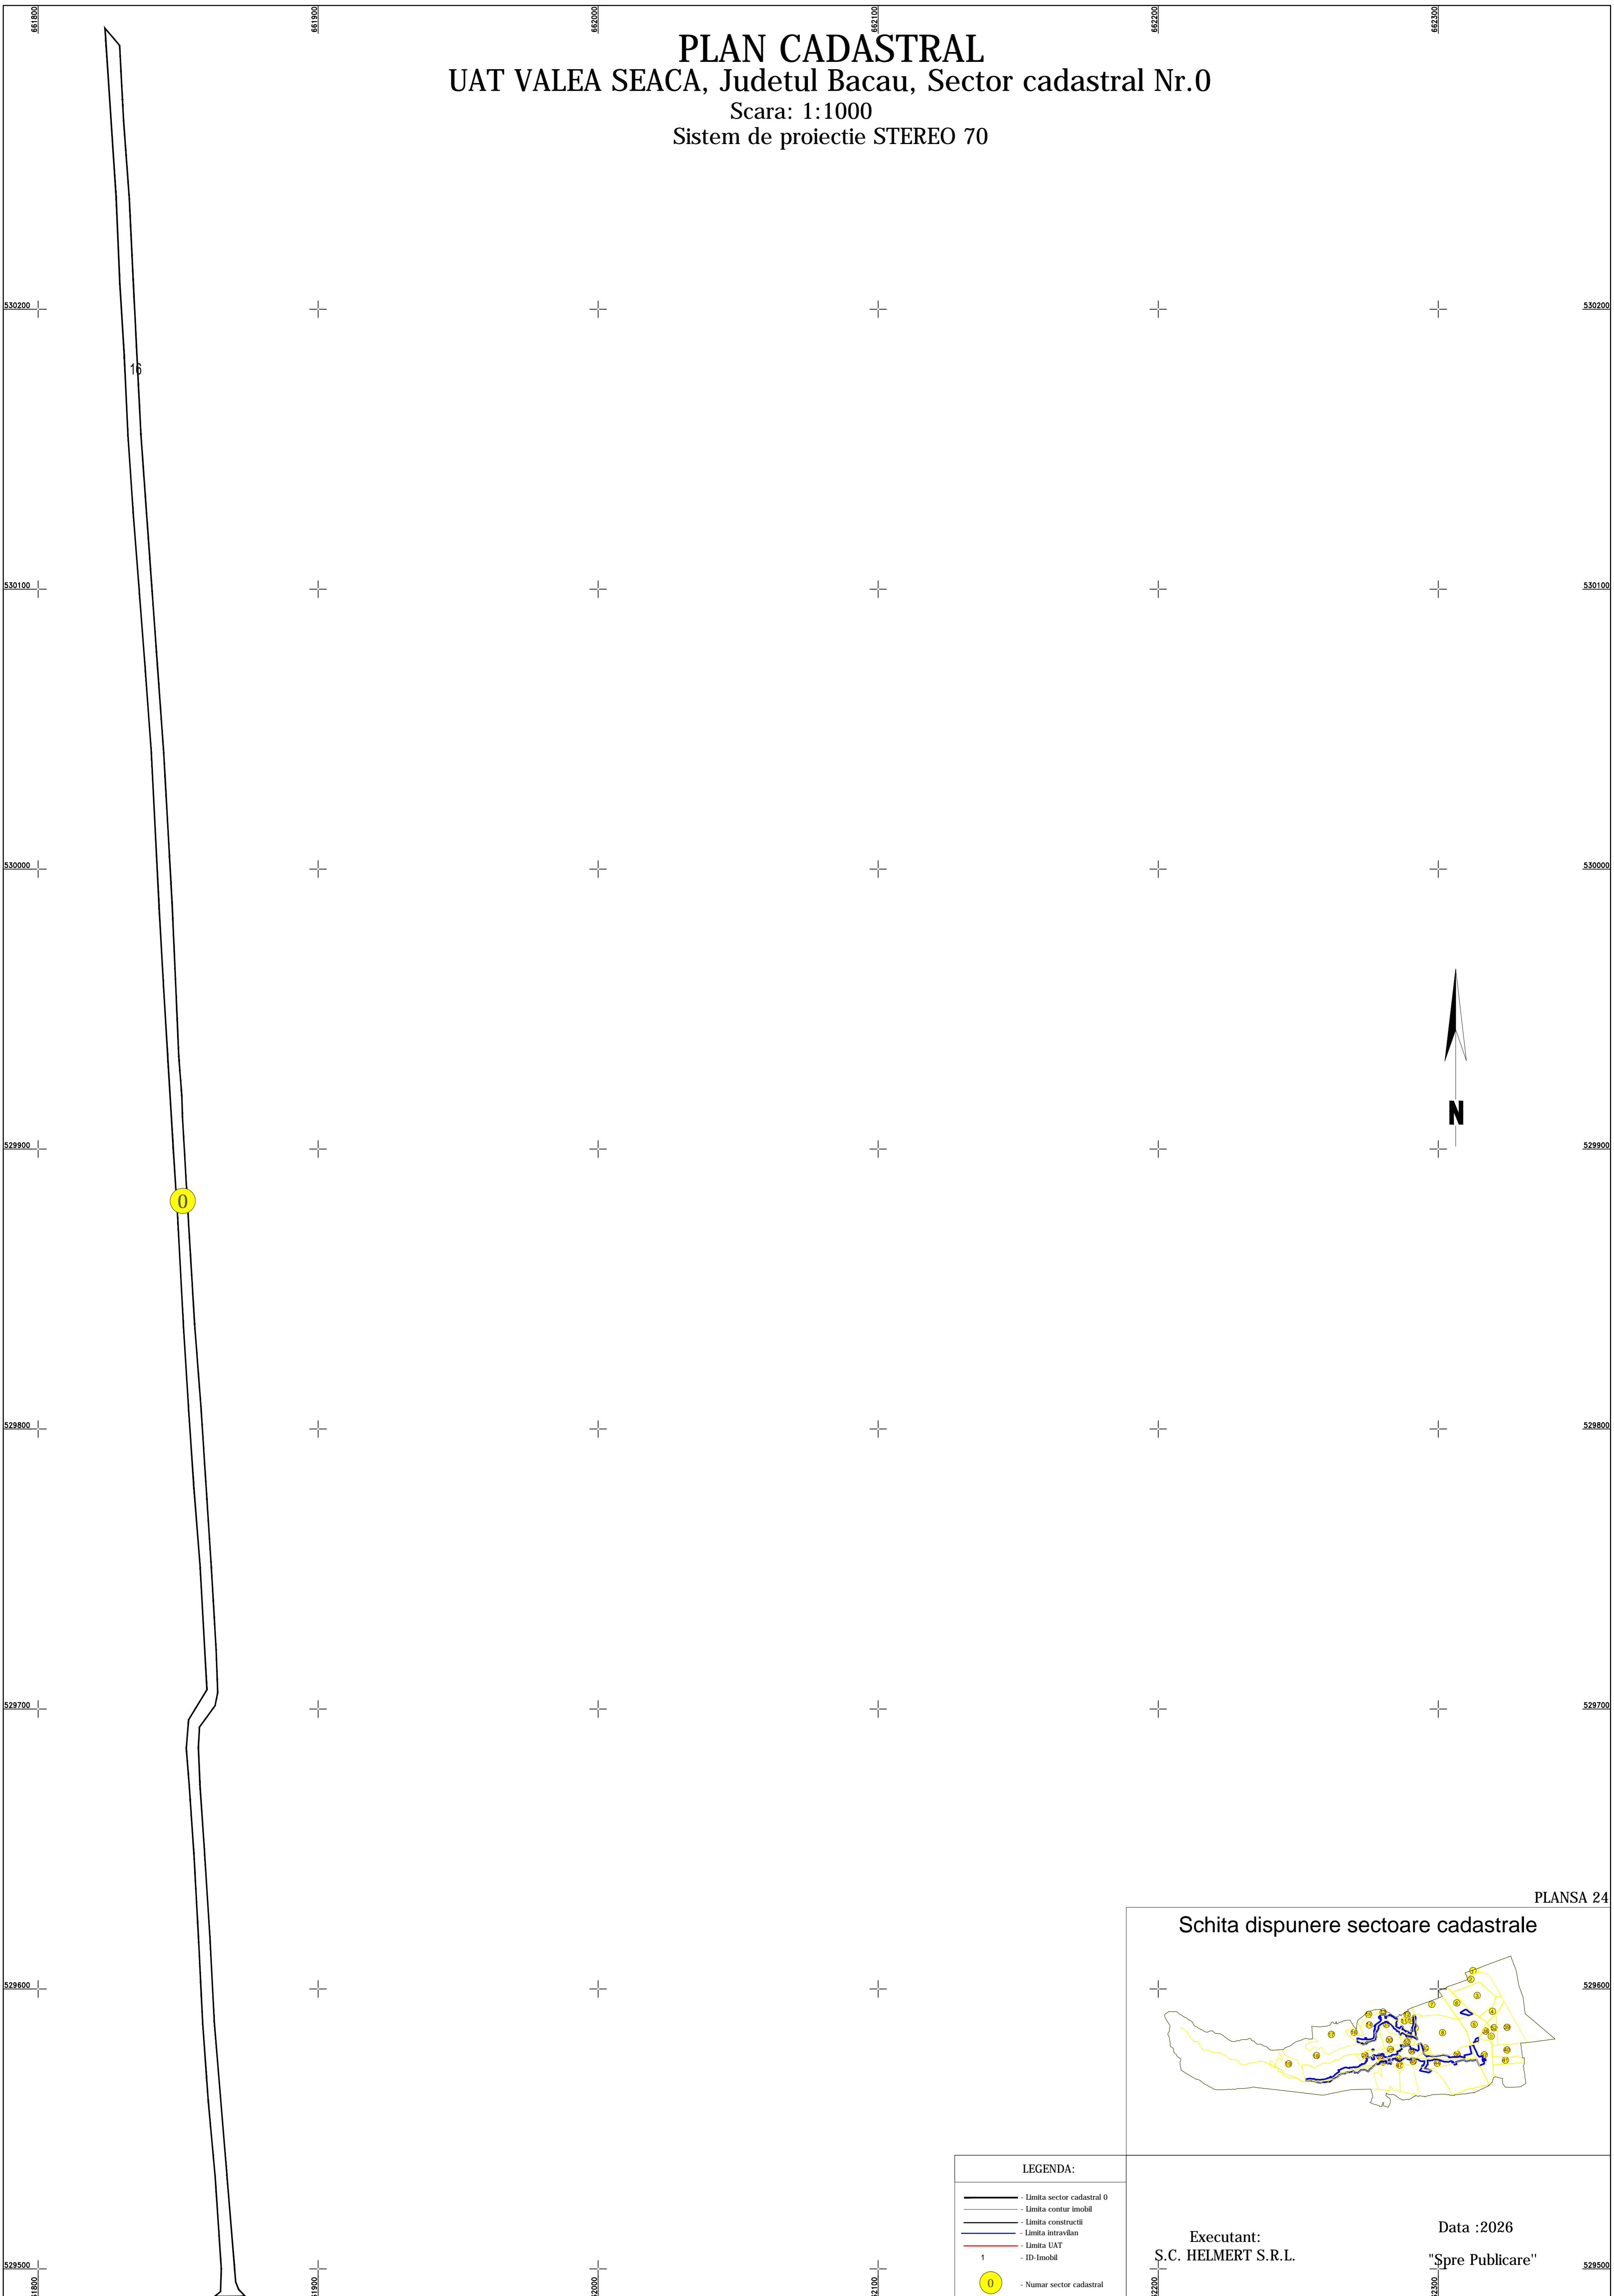 661800 661900 662000 662100 662200 662300
PLAN CADASTRAL
UAT VALEA SEACA, Judetul Bacau, Sector cadastral Nr.0
Scara: 1:1000
Sistem de proiectie STEREO 70
530200 530200
16
530100 530100
530000 530000
N
529900 529900
0
529800 529800
529700 529700
PLANSA 24
Schita dispunere sectoare cadastrale
529600 529600
LEGENDA:
- Limita sector cadastral 0
- Limita contur imobil
- Limita constructii
- Limita intravilan
- Limita UAT
1 - ID-Imobil
0 - Numar sector cadastral
Executant:
S.C. HELMERT S.R.L.
Data :2026
"Spre Publicare"
529500 529500